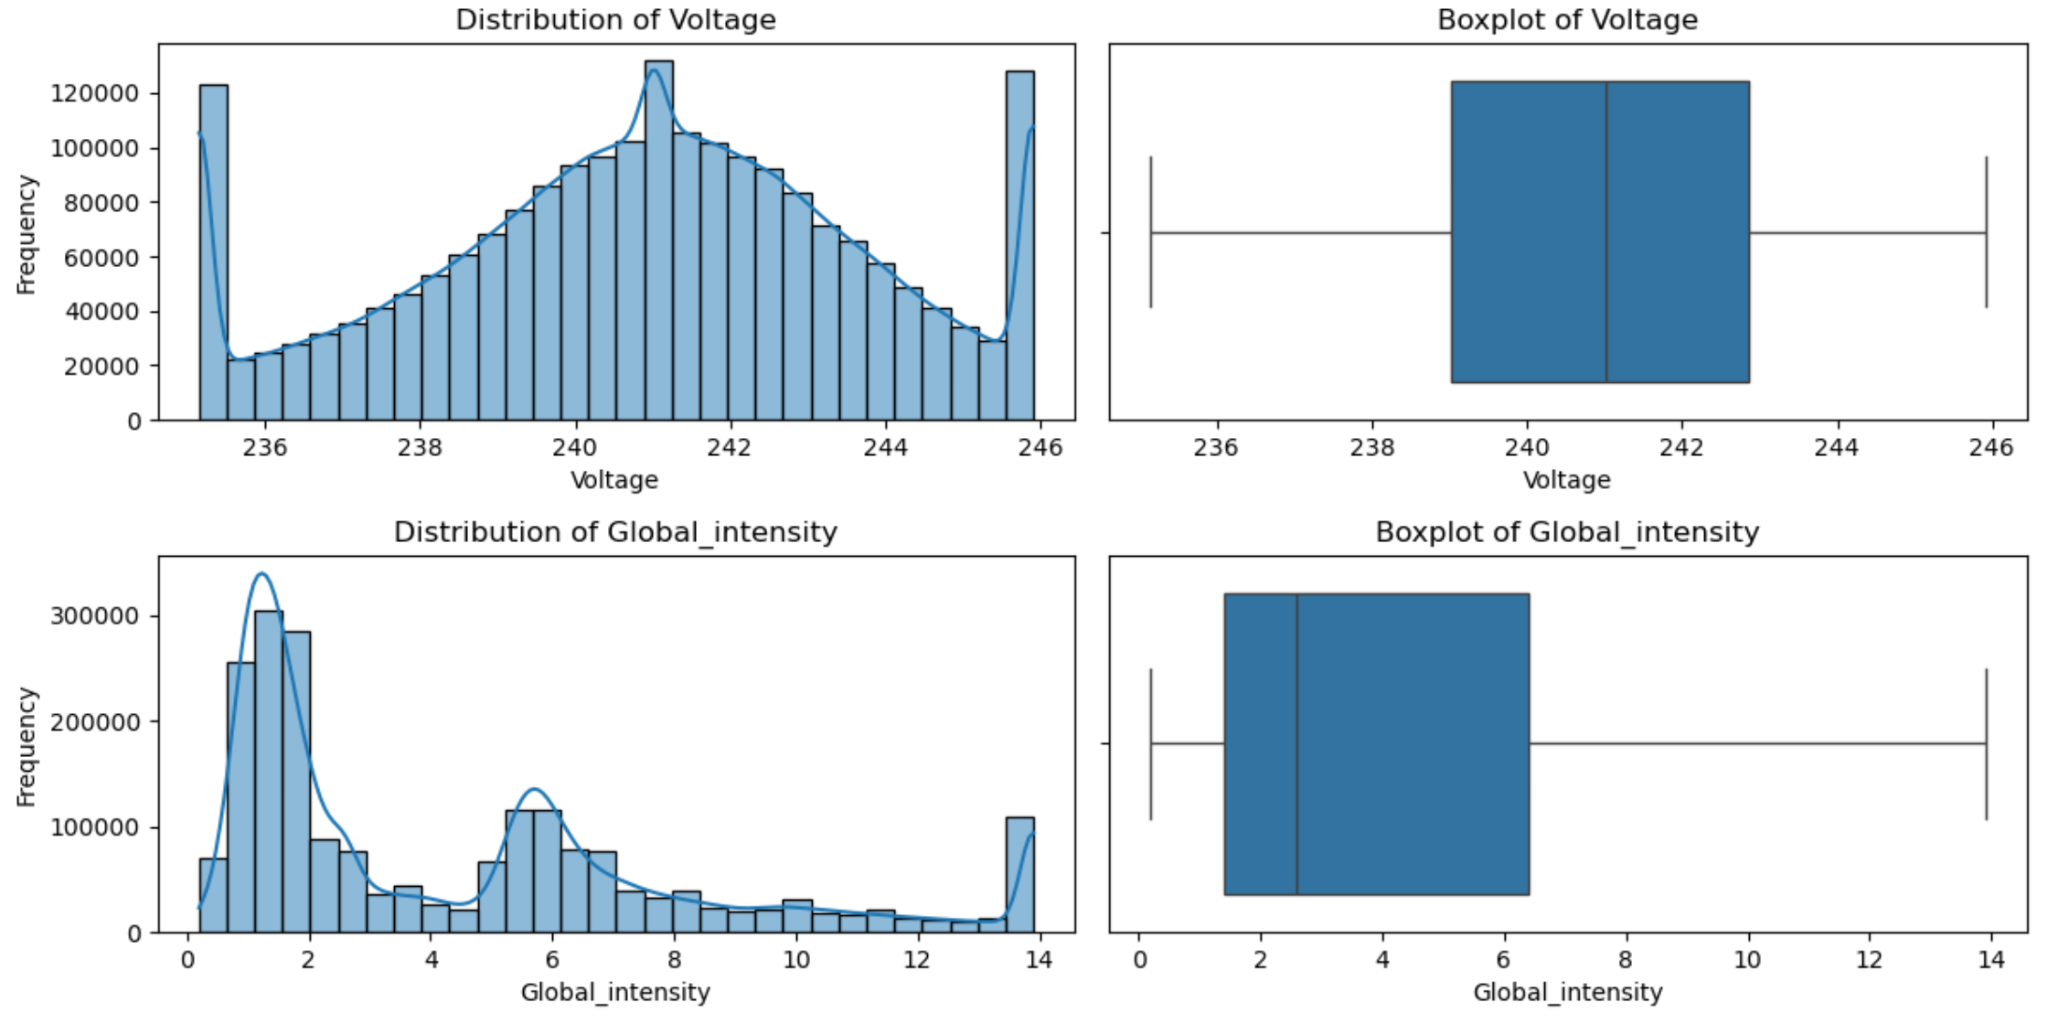 Distribution of Voltage
Frequency
120000
100000
80000
60000
40000
20000
0
236 238 240 242 244 246
Voltage
Boxplot of Voltage
236 238 240 242 244 246
Voltage
Distribution of Global_intensity
Frequency
300000
200000
100000
0
0 2 4 6 8 10 12 14
Global_intensity
Boxplot of Global_intensity
0 2 4 6 8 10 12 14
Global_intensity